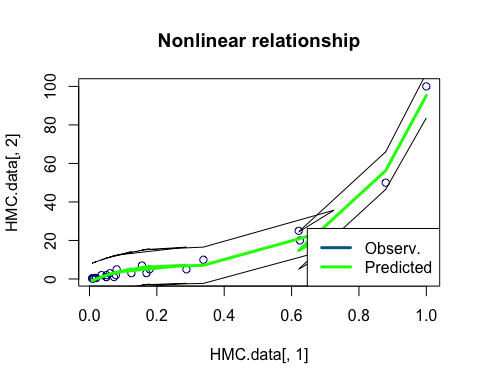 Nonlinear relationship
HMC.data[, 2]
100
80
60
40
20
0
Observ.
Predicted
0.0 0.2 0.4 0.6 0.8 1.0
HMC.data[, 1]